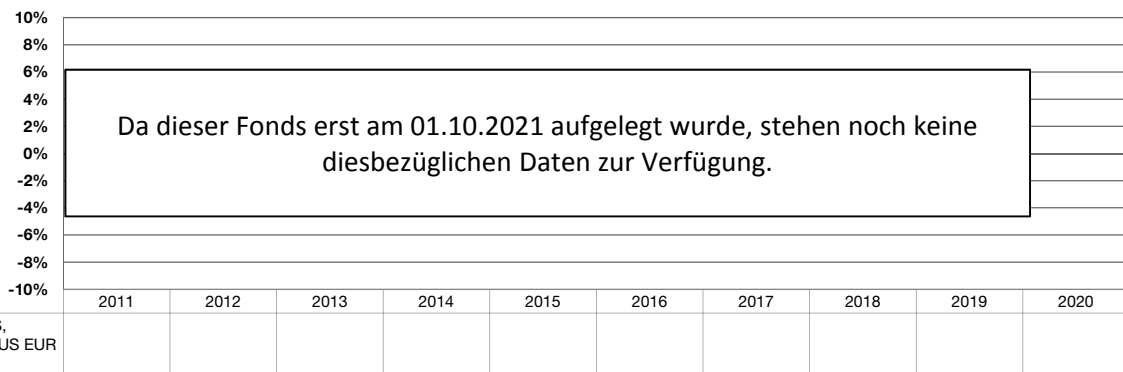 10%
8%
6%
4%
2%
0%
-2%
-4%
-6%
-8%
-10%
Da dieser Fonds erst am 01.10.2021 aufgelegt wurde, stehen noch keine
diesbezüglichen Daten zur Verfügung.
2011 2012 2013 2014 2015 2016 2017 2018 2019 2020
US EUR